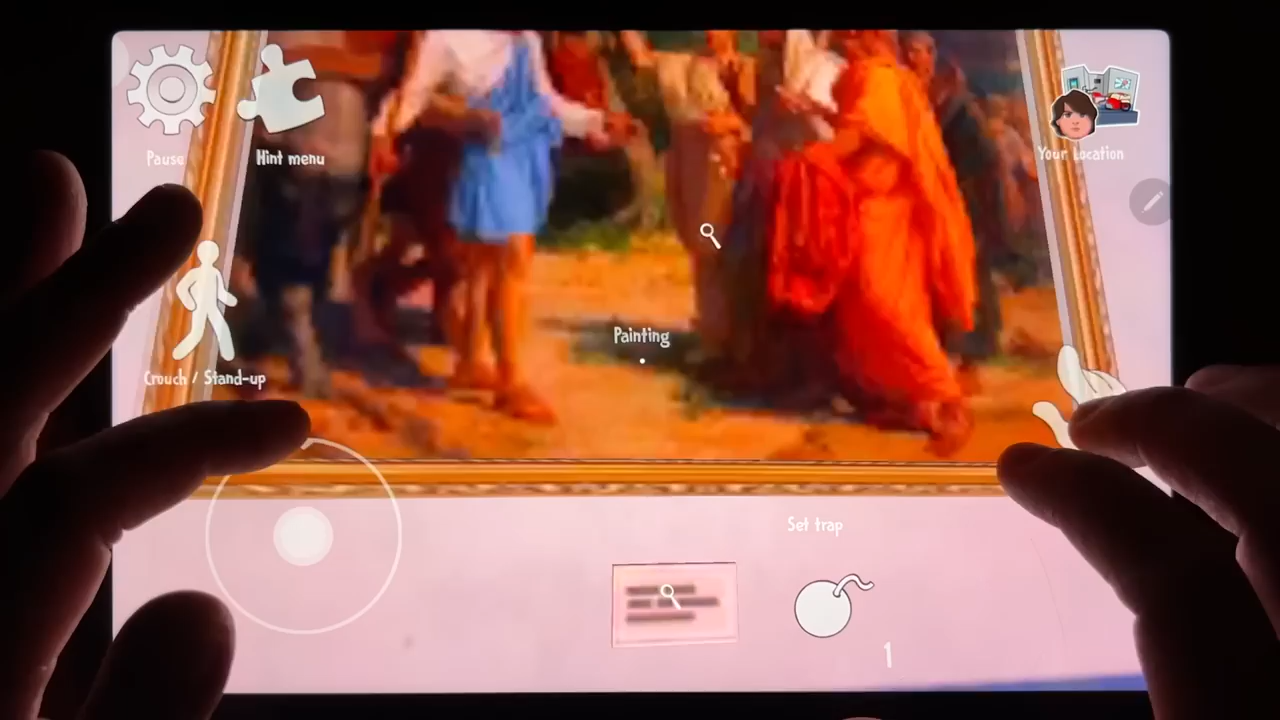 Pause
Hint menu
Your Location
Painting
Crouch / Stand-up
Set trap
1